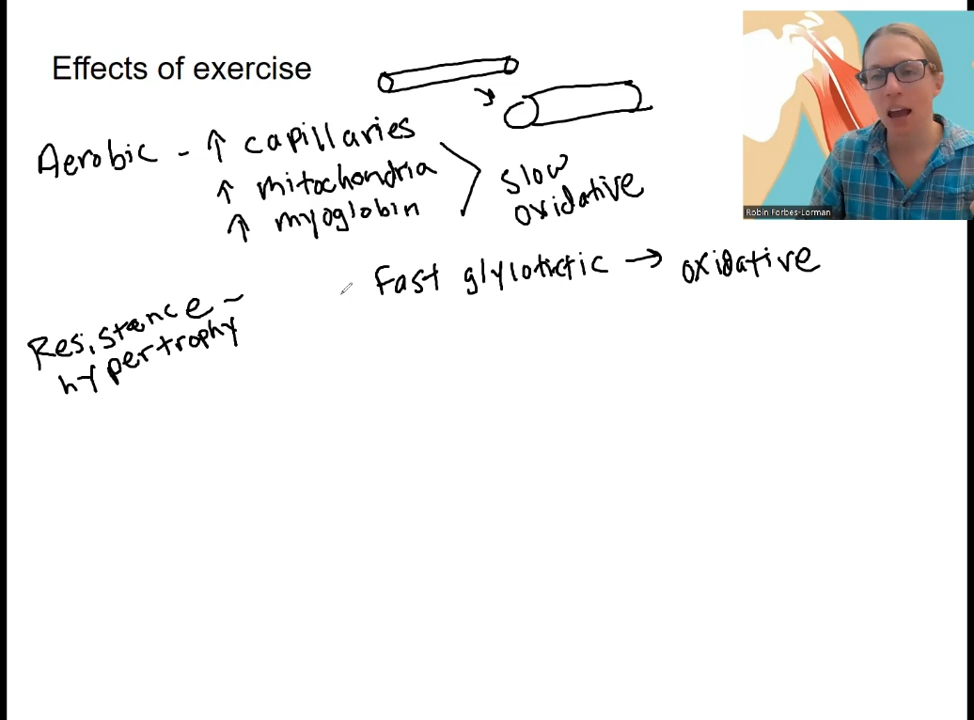 Effects of exercise
Aerobic - ↑ capillaries
↑ mitochondria
↑ myoglobin
slow
oxidative
Fast glylotictic → oxidative
Resistance -
hypertrophy
Robin Forbes-Lorman